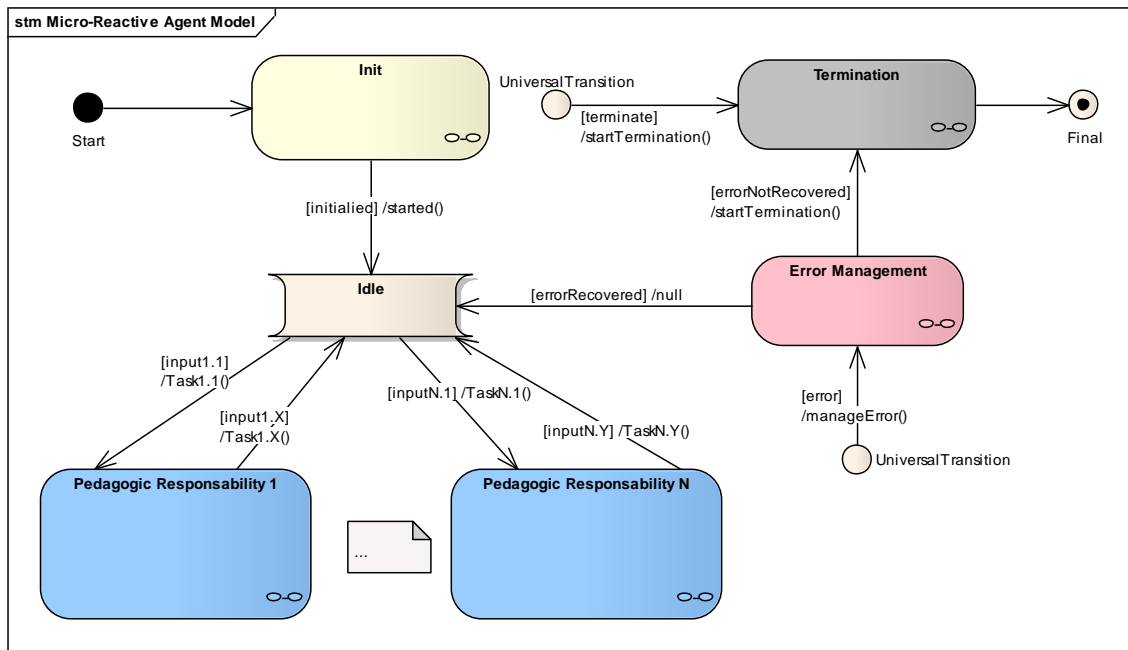 stm Micro-Reactive Agent Model
Init
UniversalTransition
Termination
Start
[terminate]
/startTermination()
Final
[initialied] /started()
[errorNotRecovered]
/startTermination()
Idle
Error Management
[errorRecovered] /null
[input1.1]
/Task1.1()
[input1.X]
/Task1.X()
[inputN.1] /TaskN.1()
[inputN.Y] /TaskN.Y()
[error]
/manageError()
UniversalTransition
Pedagogic Responsability 1
Pedagogic Responsability N
...